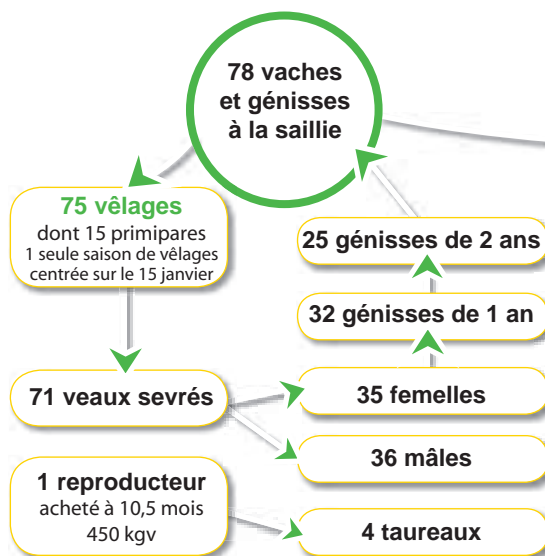 78 vaches
et génisses
à la saillie
75 vêlages
dont 15 primipares
1 seule saison de vêlages
centrée sur le 15 janvier
25 génisses de 2 ans
32 génisses de 1 an
71 veaux sevrés
35 femelles
36 mâles
1 reproducteur
acheté à 10,5 mois
450 kgv
4 taureaux